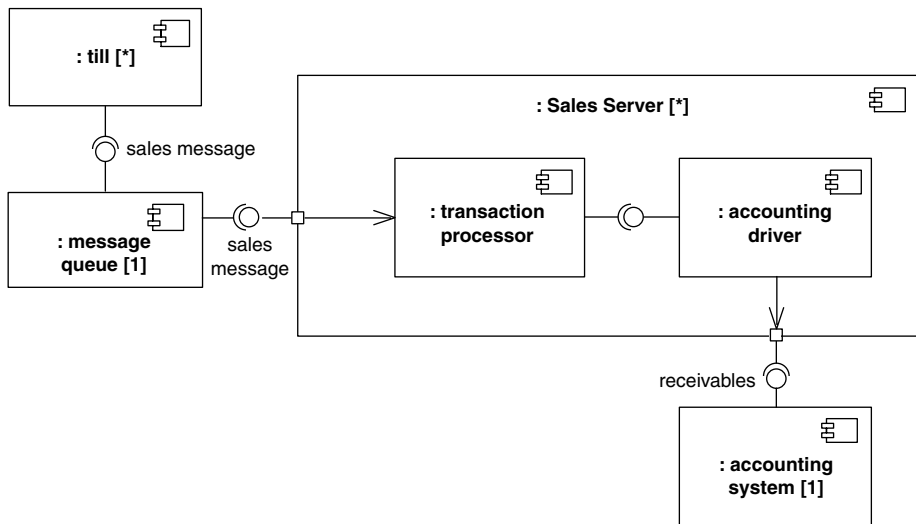 : till [*]
sales message
: message
queue [1]
sales
message
: Sales Server [*]
: transaction
processor
: accounting
driver
receivables
: accounting
system [1]